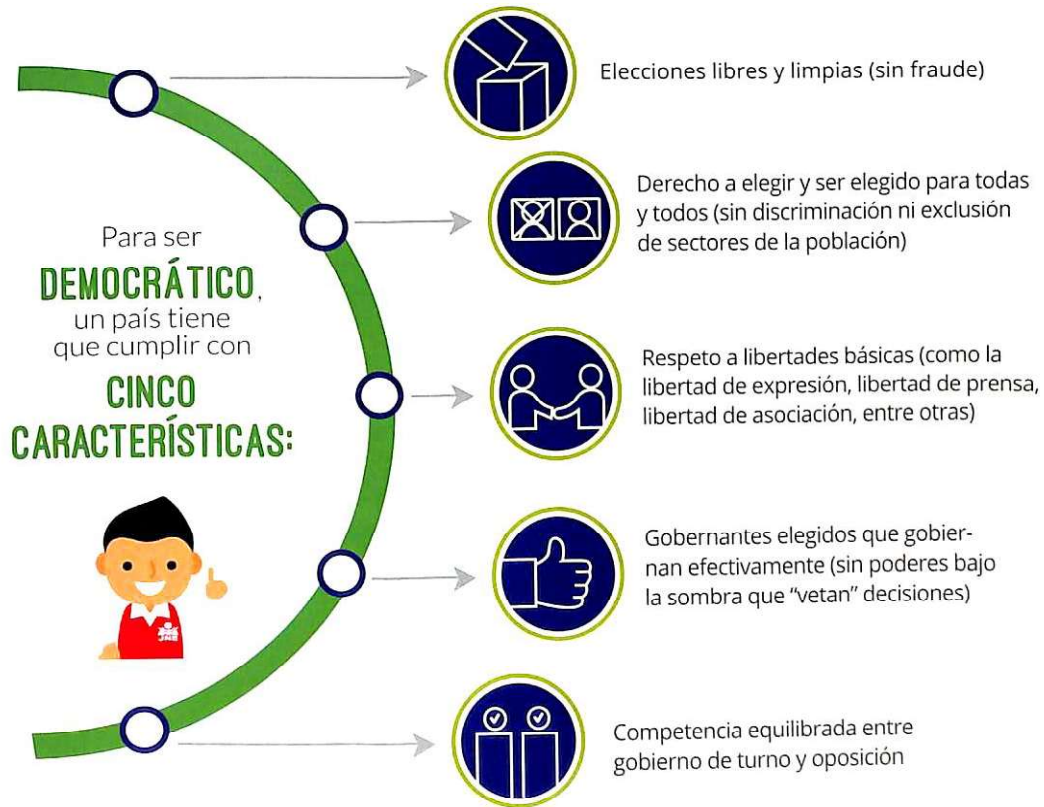 Para ser
DEMOCRÁTICO,
un país tiene
que cumplir con
CINCO
CARACTERÍSTICAS:
JNE
Elecciones libres y limpias (sin fraude)
Derecho a elegir y ser elegido para todas
y todos (sin discriminación ni exclusión
de sectores de la población)
Respeto a libertades básicas (como la
libertad de expresión, libertad de prensa,
libertad de asociación, entre otras)
Gobernantes elegidos que gobier-
nan efectivamente (sin poderes bajo
la sombra que “vetan” decisiones)
Competencia equilibrada entre
gobierno de turno y oposición